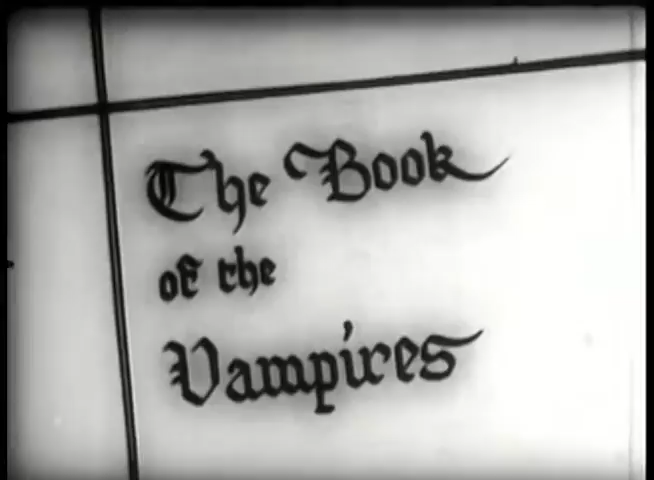 The Book
of the
Vampires